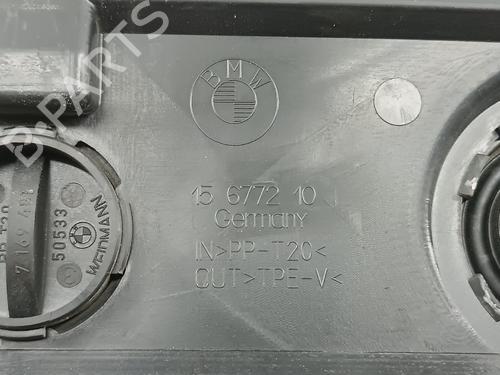 BMW
B-PARTS
15 6772 10
Germany
IN>PP-T20<
OUT>TPE-V<
50533
WEIDMANN